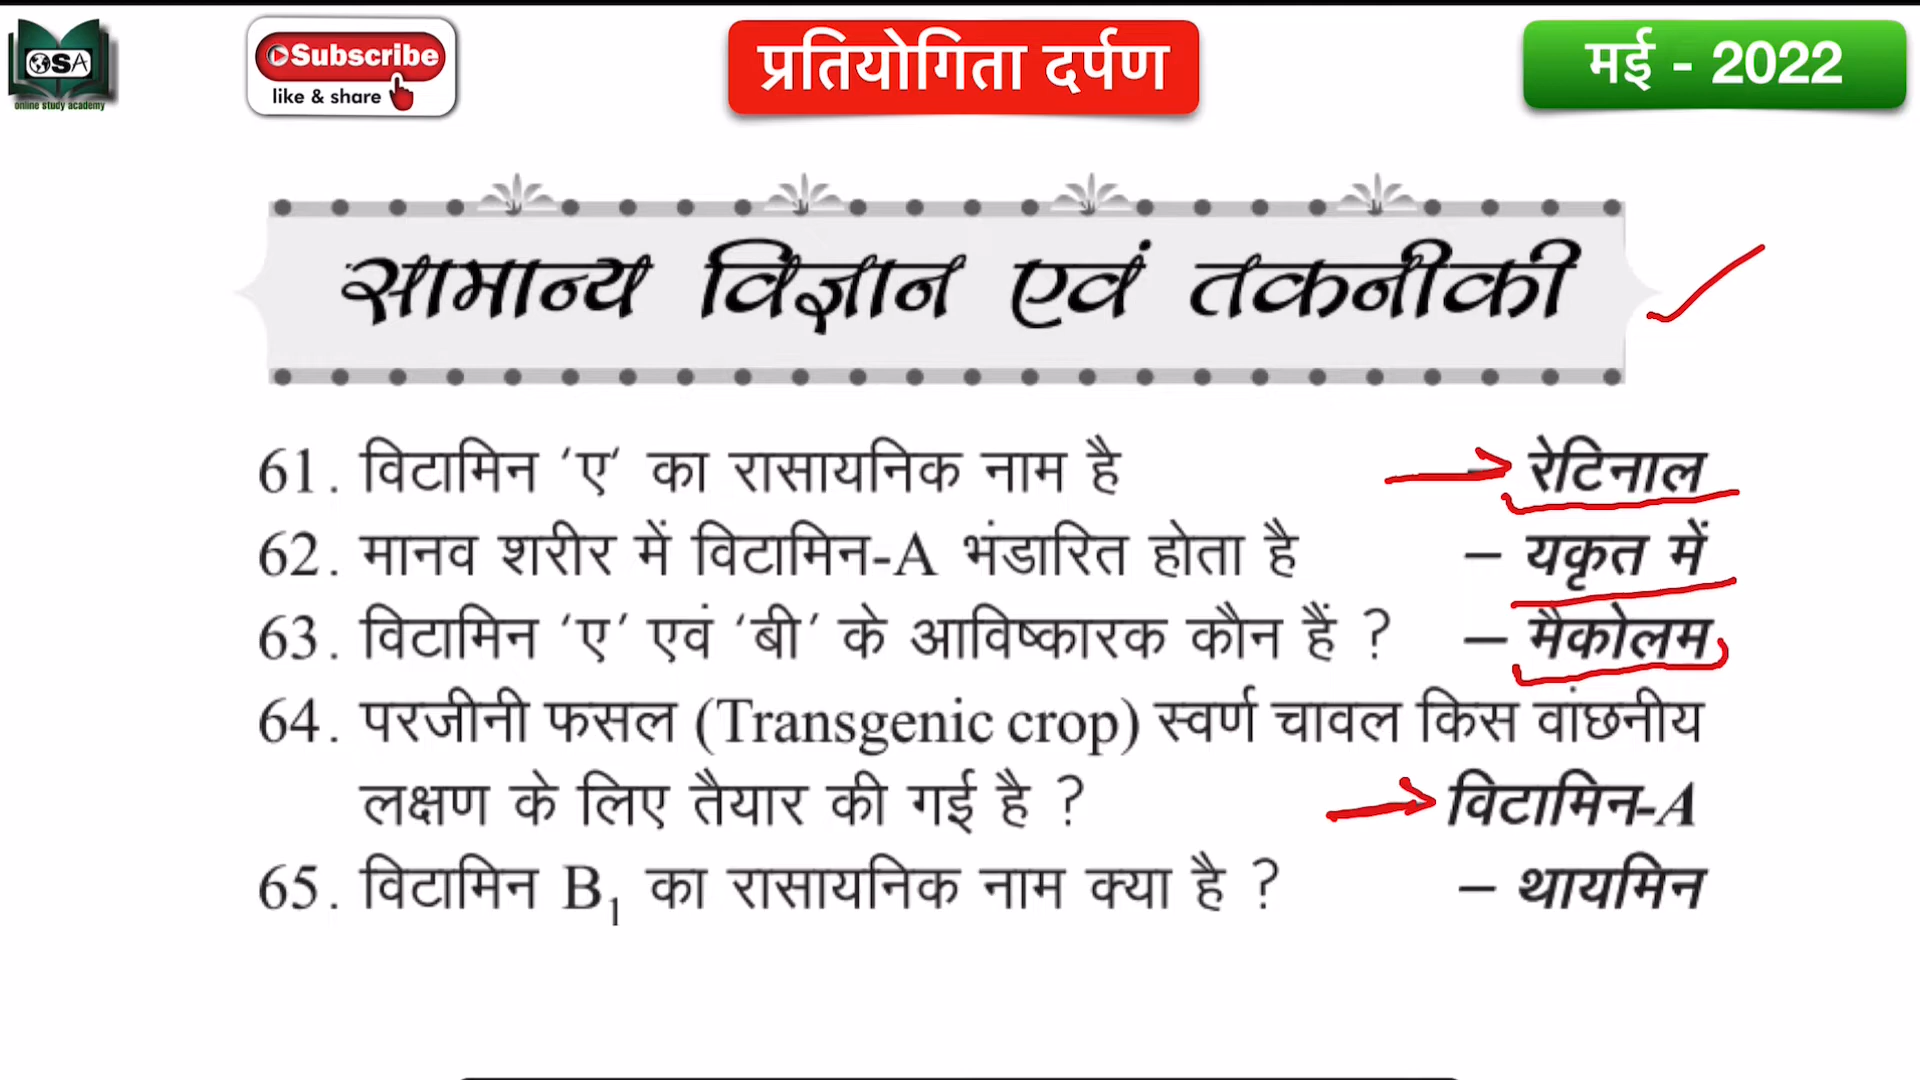 OSA
online study academy
Subscribe
like & share
प्रतियोगिता दर्पण
मई - 2022
सामान्य विज्ञान एवं तकनीकी
61. विटामिन ‘ए‘ का रासायनिक नाम है – रेटिनाल
62. मानव शरीर में विटामिन-A भंडारित होता है – यकृत में
63. विटामिन ‘ए’ एवं ‘बी’ के आविष्कारक कौन हैं ? – मैकोलम
64. परजीनी फसल (Transgenic crop) स्वर्ण चावल किस वांछनीय
लक्षण के लिए तैयार की गई है ? विटामिन-A
65. विटामिन B₁ का रासायनिक नाम क्या है ? – थायमिन